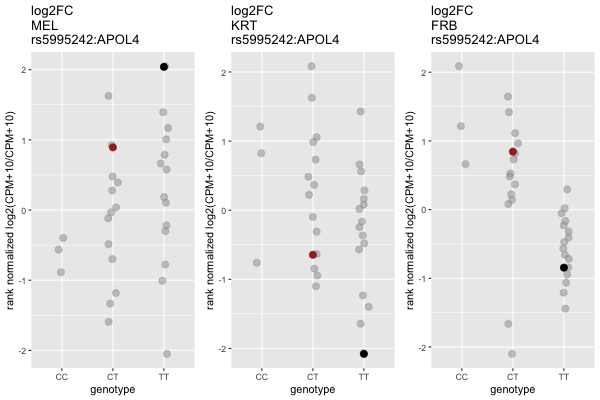 log2FC
MEL
rs5995242:APOL4
rank normalized log2(CPM+10/CPM+10)
2
1
0
-1
-2
CC
CT
TT
genotype
log2FC
KRT
rs5995242:APOL4
rank normalized log2(CPM+10/CPM+10)
2
1
0
-1
-2
CC
CT
TT
genotype
log2FC
FRB
rs5995242:APOL4
rank normalized log2(CPM+10/CPM+10)
2
1
0
-1
-2
CC
CT
TT
genotype